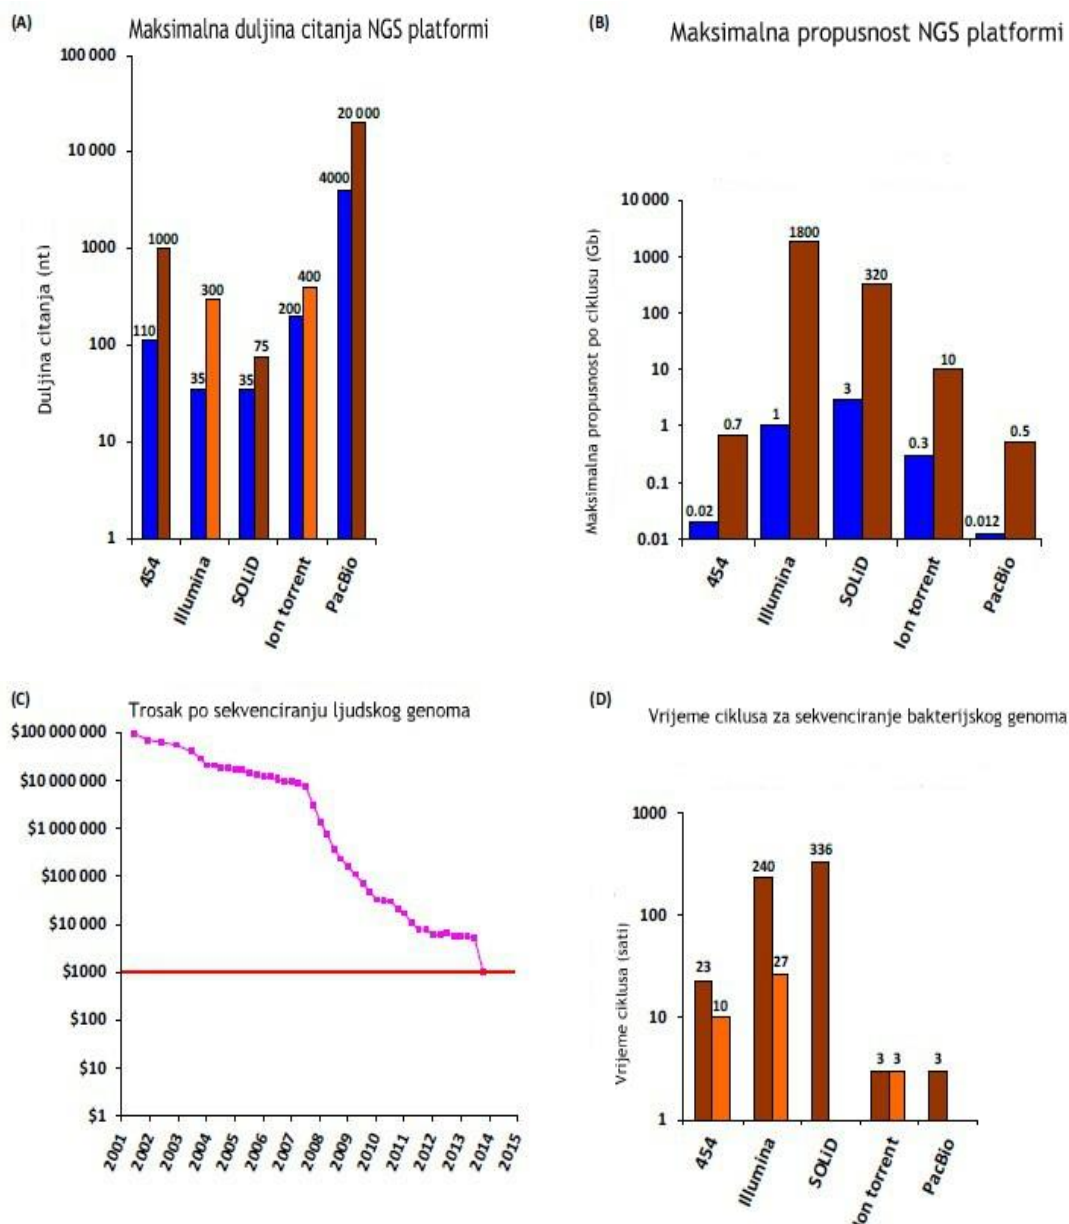 (A)
Maksimalna duljina citanja NGS platformi
100 000
10 000
1000
100
10
1
Duljina citanja (nt)
110
1000
35
300
35
75
200
400
4000
20 000
454
Illumina
SOLiD
Ion torrent
PacBio
(B)
Maksimalna propusnost NGS platformi
10 000
1000
100
10
1
0.1
0.01
Maksimalna propusnost po ciklusu (Gb)
0.02
0.7
1
1800
3
320
0.3
10
0.012
0.5
454
Illumina
SOLiD
Ion torrent
PacBio
(C)
Trosak po sekvenciranju ljudskog genoma
$100 000 000
$10 000 000
$1 000 000
$100 000
$10 000
$1000
$100
$10
$1
2001
2002
2003
2004
2005
2006
2007
2008
2009
2010
2011
2012
2013
2014
2015
(D)
Vrijeme ciklusa za sekvenciranje bakterijskog genoma
1000
100
10
1
Vrijeme ciklusa (sati)
23
10
240
27
336
3
3
3
454
Illumina
SOLiD
Ion torrent
PacBio